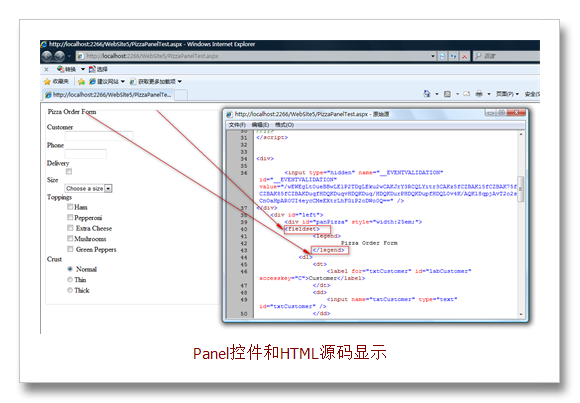 http://localhost:2266/WebSite5/PizzaPanelTest.aspx - Windows Internet Explorer
http://localhost:2266/WebSite5/PizzaPanelTest.aspx
百度
转换 选择
收藏夹 建议网站 获取更多加载项
http://localhost:2266/WebSite5/PizzaPanelTe...
页面(P) 安全(S)
Pizza Order Form
Customer
Phone
Delivery
Size
Choose a size
Toppings
Ham
Pepperoni
Extra Cheese
Mushrooms
Green Peppers
Crust
Normal
Thin
Thick
http://localhost:2266/WebSite5/PizzaPanelTest.aspx - 原始源
文件(F) 编辑(E) 格式(O)
31 </script>
32
33
34 <div>
35
36 <input type="hidden" name="__EVENTVALIDATION"
id="__EVENTVALIDATION"
37 </div>
38 <div id="left">
39 <div id="panPizza" style="width:25em;">
40 <fieldset>
41 <legend>
42 Pizza Order Form
43 </legend>
44 <dl>
45 <dt>
46 <label for="txtCustomer" id="labCustomer"
accesskey="C">Customer</label>
47 </dt>
48 <dd>
49 <input name="txtCustomer" type="text"
id="txtCustomer" />
50 </dd>
Panel控件和HTML源码显示